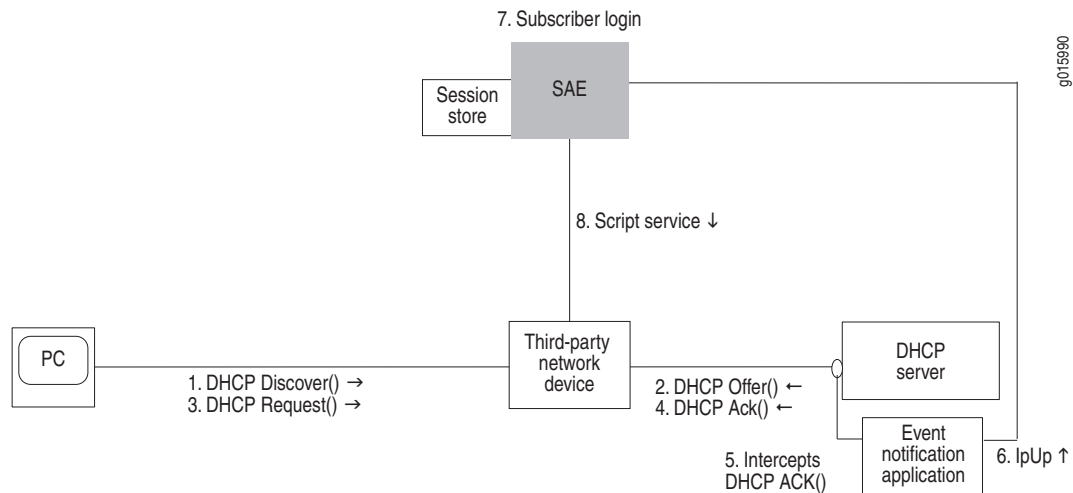 7. Subscriber login
g015990
Session
store
SAE
8. Script service ↓
PC
Third-party
network
device
DHCP
server
1. DHCP Discover() →
3. DHCP Request() →
2. DHCP Offer() ←
4. DHCP Ack() ←
5. Intercepts
DHCP ACK()
Event
notification
application
6. IpUp ↑